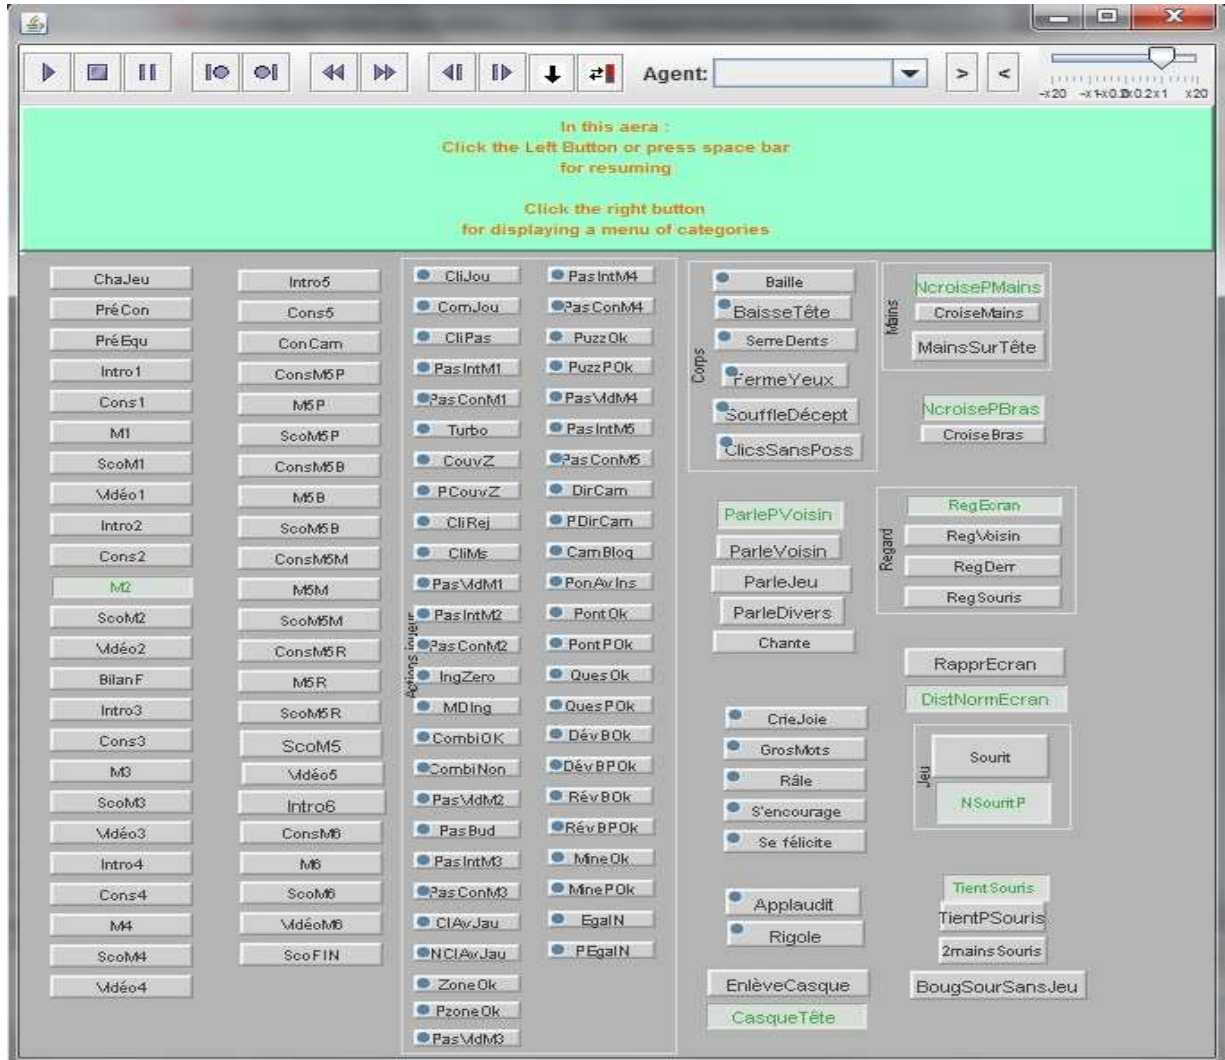 Agent:
>
<
-x20 x20
In this aera :
Click the Left Button or press space bar
for resuming
Click the right button
for displaying a menu of categories
ChaJeu
PréCon
PréEqu
Intro1
Cons1
M1
ScoM1
Vidéo1
Intro2
Cons2
M2
ScoM2
Vidéo2
BilanF
Intro3
Cons3
M3
ScoM3
Vidéo3
Intro4
Cons4
M4
ScoM4
Vidéo4
Intro5
Cons5
ConCam
ConsM5P
M5P
ScoM5P
ConsM5B
M5B
ScoM5B
ConsM5M
M5M
ScoM5M
ConsM5R
M5R
ScoM5R
ScoM5
Vidéo5
Intro6
ConsM6
M6
ScoM6
VidéoM6
ScoFIN
Actions joueur
CliJou
ComJou
CliPas
PasIntM1
PasConM1
Turbo
CouvZ
PCouvZ
CliRej
CliMs
PasVidM1
PasIntM2
PasConM2
IngZero
MDIng
CombiOK
CombiNon
PasVidM2
PasBud
PasIntM3
PasConM3
ClAvJau
NClAvJau
ZoneOk
PzoneOk
PasVidM3
PasIntM4
PasConM4
PuzzOk
PuzzPOk
PasVidM4
PasIntM5
PasConM5
DirCam
PDirCam
CamBloq
PonAvIns
PontOk
PontPOk
QuesOk
QuesPOk
DévBOk
DévBPOk
RévBOk
RévBPOk
MineOk
MinePOk
EgalN
PEgalN
Corps
Baille
BaisseTête
SerreDents
FermeYeux
SouffleDécept
ClicsSansPoss
ParlePVoisin
ParleVoisin
ParleJeu
ParleDivers
Chante
CrieJoie
GrosMots
Râle
S'encourage
Se félicite
Applaudit
Rigole
EnlèveCasque
CasqueTête
Mains
NcroisePMains
CroiseMains
MainsSurTête
NcroisePBras
CroiseBras
Regard
RegEcran
RegVoisin
RegDerr
RegSouris
RapprEcran
DistNormEcran
Jeu
Sourit
NSouritP
TientSouris
TientPSouris
2mainsSouris
BougSourSansJeu